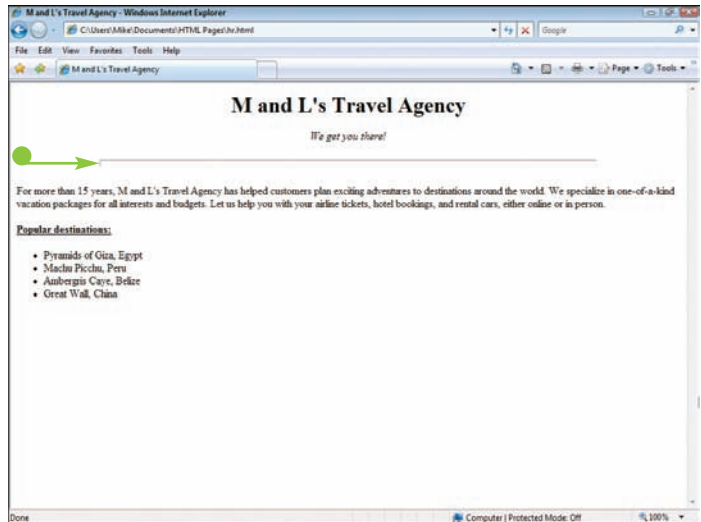 M and L's Travel Agency - Windows Internet Explorer
C:\Users\Mike\Documents\HTML Pages\hr.html
Google
File Edit View Favorites Tools Help
M and L's Travel Agency
Page
Tools
M and L's Travel Agency
We get you there!
For more than 15 years, M and L's Travel Agency has helped customers plan exciting adventures to destinations around the world. We specialize in one-of-a-kind
vacation packages for all interests and budgets. Let us help you with your airline tickets, hotel bookings, and rental cars, either online or in person.
Popular destinations:
• Pyramids of Giza, Egypt
• Machu Picchu, Peru
• Ambergris Caye, Belize
• Great Wall, China
Done
Computer | Protected Mode: Off
100%